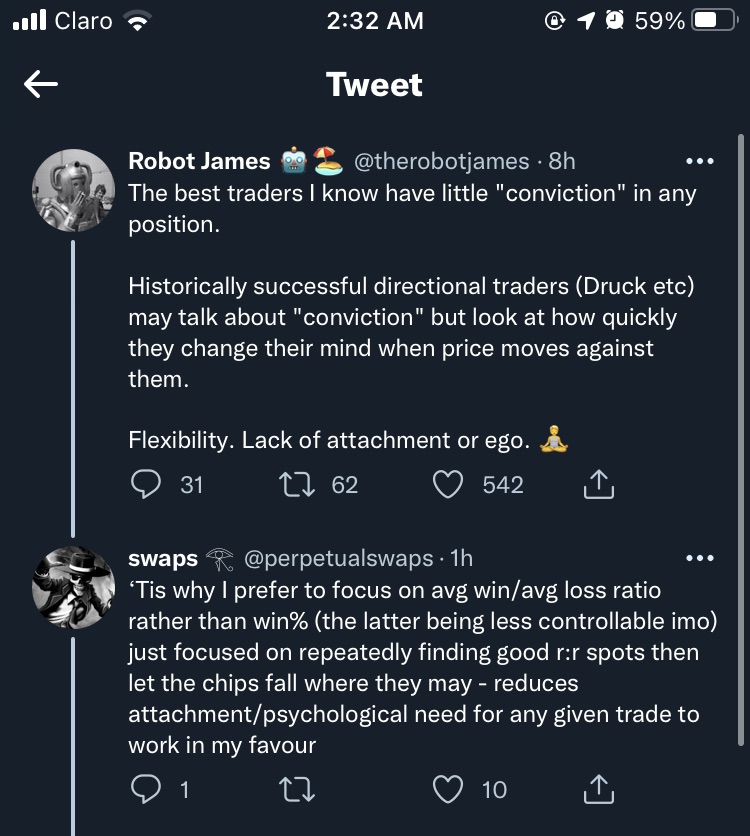 Claro 2:32 AM 59%
Tweet
Robot James 🤖🏖️ @therobotjames · 8h
The best traders I know have little "conviction" in any
position.
Historically successful directional traders (Druck etc)
may talk about "conviction" but look at how quickly
they change their mind when price moves against
them.
Flexibility. Lack of attachment or ego. 🧘
31 62 542
swaps 𓂀 @perpetualswaps · 1h
‘Tis why I prefer to focus on avg win/avg loss ratio
rather than win% (the latter being less controllable imo)
just focused on repeatedly finding good r:r spots then
let the chips fall where they may - reduces
attachment/psychological need for any given trade to
work in my favour
1 10